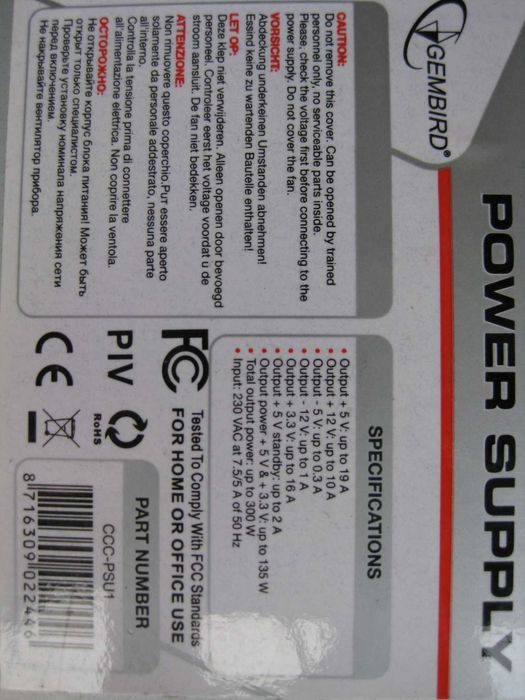 GEMBIRD®
POWER SUPPLY
CAUTION:
Do not remove this cover. Can be opened by trained
personnel only, no serviceable parts inside.
Please, check the voltage first before connecting to the
power supply. Do not cover the fan.
VORSICHT:
Abdeckung underkeinen Umstanden abnehmen!
Essind keine zu wartenden Bauteile enthalten!
LET OP:
Deze klep niet verwijderen. Alleen openen door bevoegd
personeel. Controleer eerst het voltage voordat u de
stroom aansluit. De fan niet bedekken.
ATTENZIONE:
Non rimuovere questo coperchio.Pur essere aperto
solamente da personale addestrato, nessuna parte
all'interno.
Controlla la tensione prima di connettere
all'alimentazione elettrica. Non coprire la ventola.
ОСТОРОЖНО:
Не открывайте корпус блока питания! Может быть
открыт только специалистом.
Проверьте установку номинала напряжения сети
перед включением.
Не накрывайте вентилятор прибора.
SPECIFICATIONS
• Output + 5 V: up to 19 A
• Output + 12 V: up to 10 A
• Output - 5 V: up to 0.3 A
• Output - 12 V: up to 1 A
• Output + 3.3 V: up to 16 A
• Output + 5 V standby: up to 2 A
• Output power + 5 V & + 3.3 V: up to 135 W
• Total output power: up to 300 W
• Input: 230 VAC at 7.5/5 A of 50 Hz
FC
Tested To Comply With FCC Standards
FOR HOME OR OFFICE USE
PIV
RoHS
CE
PART NUMBER
CCC-PSU1
8 716309 022446